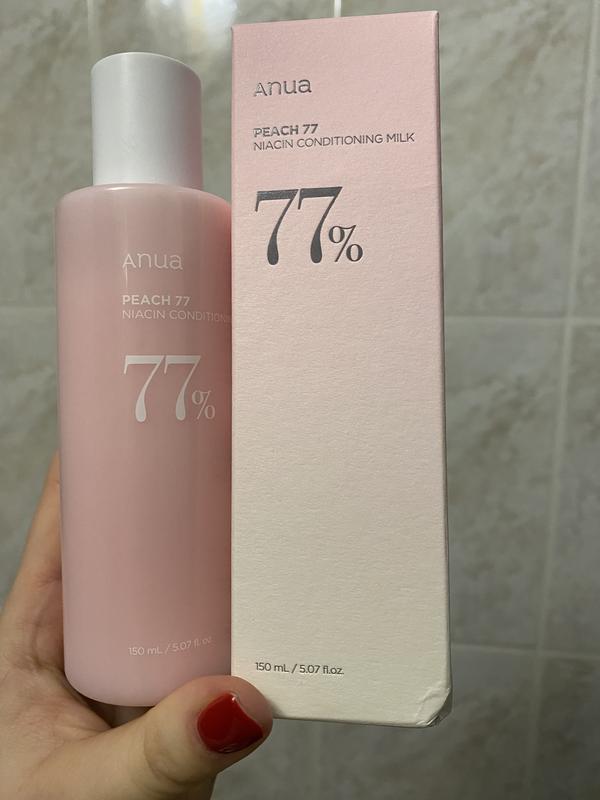 Anua
PEACH 77
NIACIN CONDITIONING
77%
150 mL / 5.07 fl. oz
Anua
PEACH 77
NIACIN CONDITIONING MILK
77%
150 mL / 5.07 fl.oz.